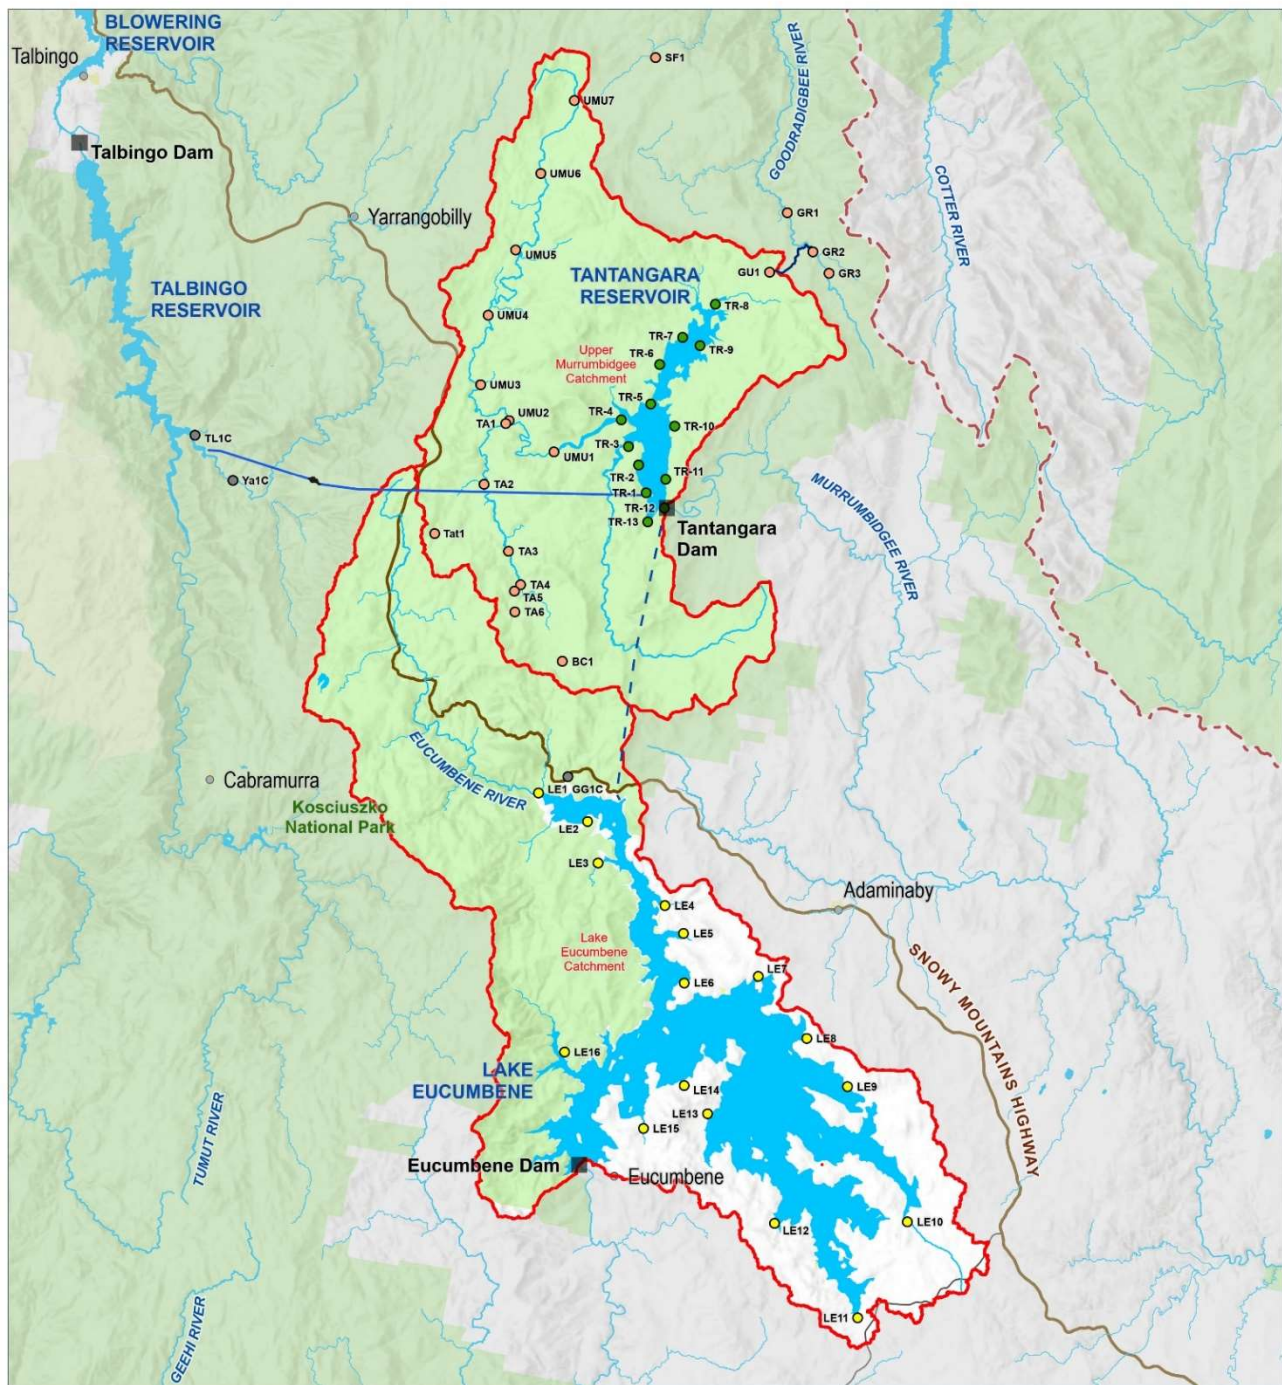 BLOWERING
RESERVOIR
Talbingo
SF1
UMU7
GOODRADIGBEE RIVER
Talbingo Dam
UMU6
COTTER RIVER
Yarrangobilly
GR1
UMU5
GR2
TANTANGARA
RESERVOIR
GU1
GR3
TALBINGO
RESERVOIR
TR-8
UMU4
TR-7
TR-9
Upper
Murrumbidgee
Catchment
TR-6
UMU3
TR-5
TR-4
UMU2
TA1
TR-10
TL1C
TR-3
UMU1
TR-2
TR-11
Ya1C
TA2
TR-1
TR-12
TR-13
MURRUMBIDGEE RIVER
Tantangara
Dam
Tat1
TA3
TA4
TA5
TA6
BC1
EUCUMBENE RIVER
Cabramurra
LE1
GG1C
Kosciuszko
National Park
LE2
LE3
Adaminaby
LE4
LE5
Lake
Eucumbene
Catchment
SNOWY MOUNTAINS HIGHWAY
LE7
LE6
LE8
LE16
LAKE
EUCUMBENE
LE14
LE9
LE13
LE15
TUMUT RIVER
Eucumbene Dam
Eucumbene
LE12
LE10
LE11
GEEHI RIVER